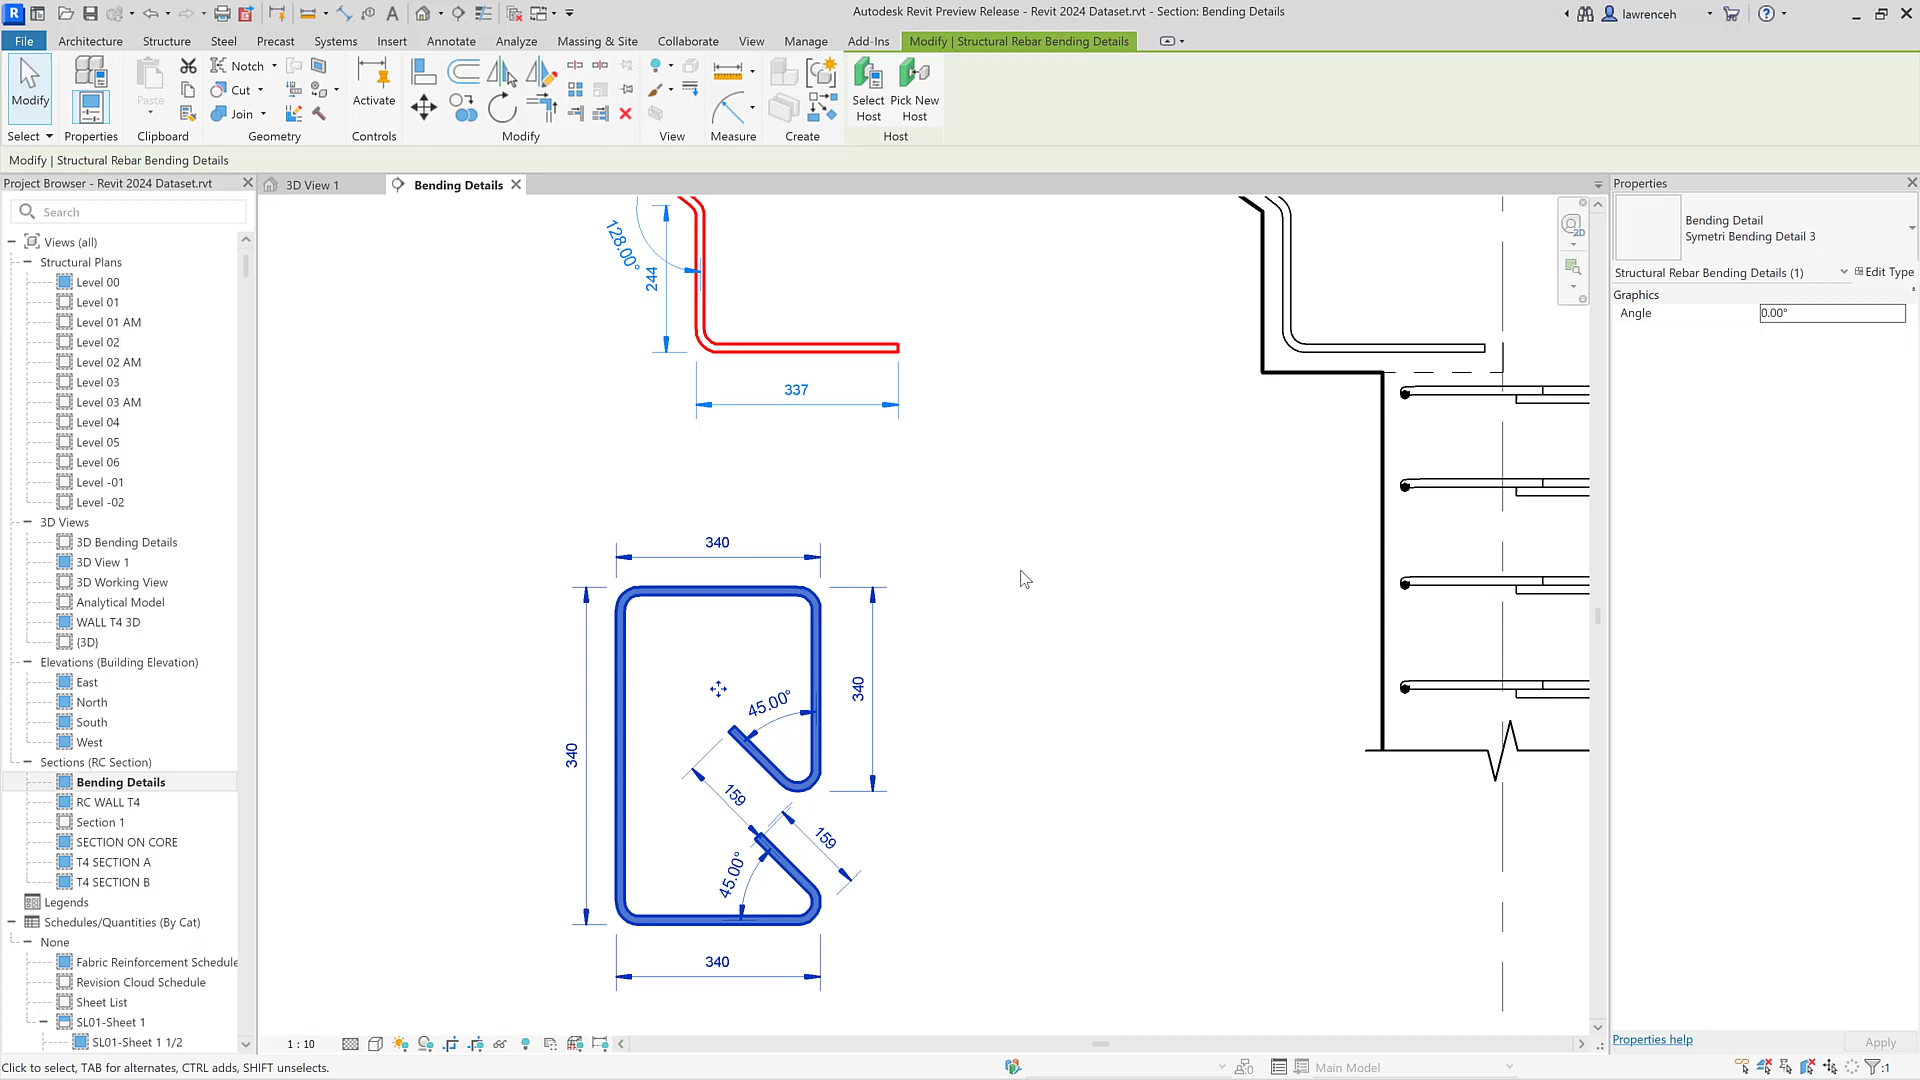 Autodesk Revit Preview Release - Revit 2024 Dataset.rvt - Section: Bending Details
lawrenceh
File
Architecture
Structure
Steel
Precast
Systems
Insert
Annotate
Analyze
Massing & Site
Collaborate
View
Manage
Add-Ins
Modify | Structural Rebar Bending Details
Modify
Properties
Paste
Notch
Cut
Join
Activate
Select Host
Pick New Host
Select
Properties
Clipboard
Geometry
Controls
Modify
View
Measure
Create
Host
Modify | Structural Rebar Bending Details
Project Browser - Revit 2024 Dataset.rvt
Search
Views (all)
Structural Plans
Level 00
Level 01
Level 01 AM
Level 02
Level 02 AM
Level 03
Level 03 AM
Level 04
Level 05
Level 06
Level -01
Level -02
3D Views
3D Bending Details
3D View 1
3D Working View
Analytical Model
WALL T4 3D
{3D}
Elevations (Building Elevation)
East
North
South
West
Sections (RC Section)
Bending Details
RC WALL T4
Section 1
SECTION ON CORE
T4 SECTION A
T4 SECTION B
Legends
Schedules/Quantities (By Cat)
None
Fabric Reinforcement Schedule
Revision Cloud Schedule
Sheet List
SL01-Sheet 1
SL01-Sheet 1 1/2
3D View 1
Bending Details
128.00°
244
337
340
340
340
45.00°
159
159
45.00°
340
2D
Properties
Bending Detail
Symetri Bending Detail 3
Structural Rebar Bending Details (1)
Edit Type
Graphics
Angle
0.00°
Properties help
Apply
1 : 10
Click to select, TAB for alternates, CTRL adds, SHIFT unselects.
Main Model
:1